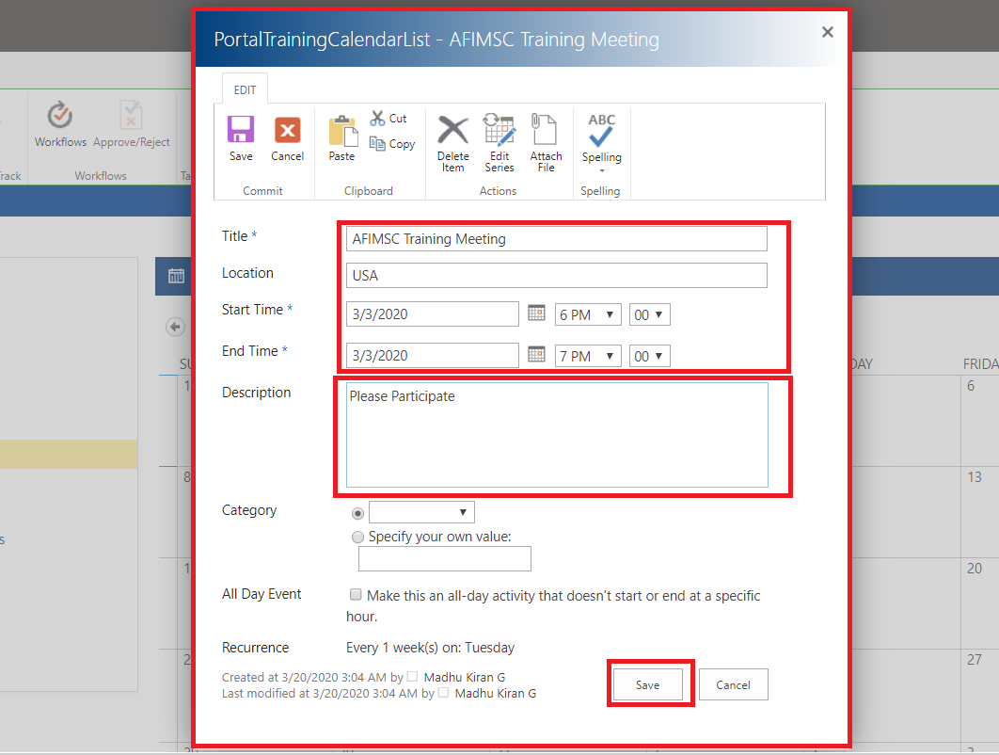 PortalTrainingCalendarList - AFIMSC Training Meeting
EDIT
Workflows Approve/Reject
Workflows
Save Cancel
Commit
Paste
Cut
Copy
Clipboard
Delete Item
Edit Series
Attach File
Actions
ABC
Spelling
Spelling
Title *
AFIMSC Training Meeting
Location
USA
Start Time *
3/3/2020 6 PM 00
End Time *
3/3/2020 7 PM 00
Description
Please Participate
Category
Specify your own value:
All Day Event
Make this an all-day activity that doesn't start or end at a specific
hour.
Recurrence
Every 1 week(s) on: Tuesday
Created at 3/20/2020 3:04 AM by Madhu Kiran G
Last modified at 3/20/2020 3:04 AM by Madhu Kiran G
Save Cancel
6
8
13
20
27